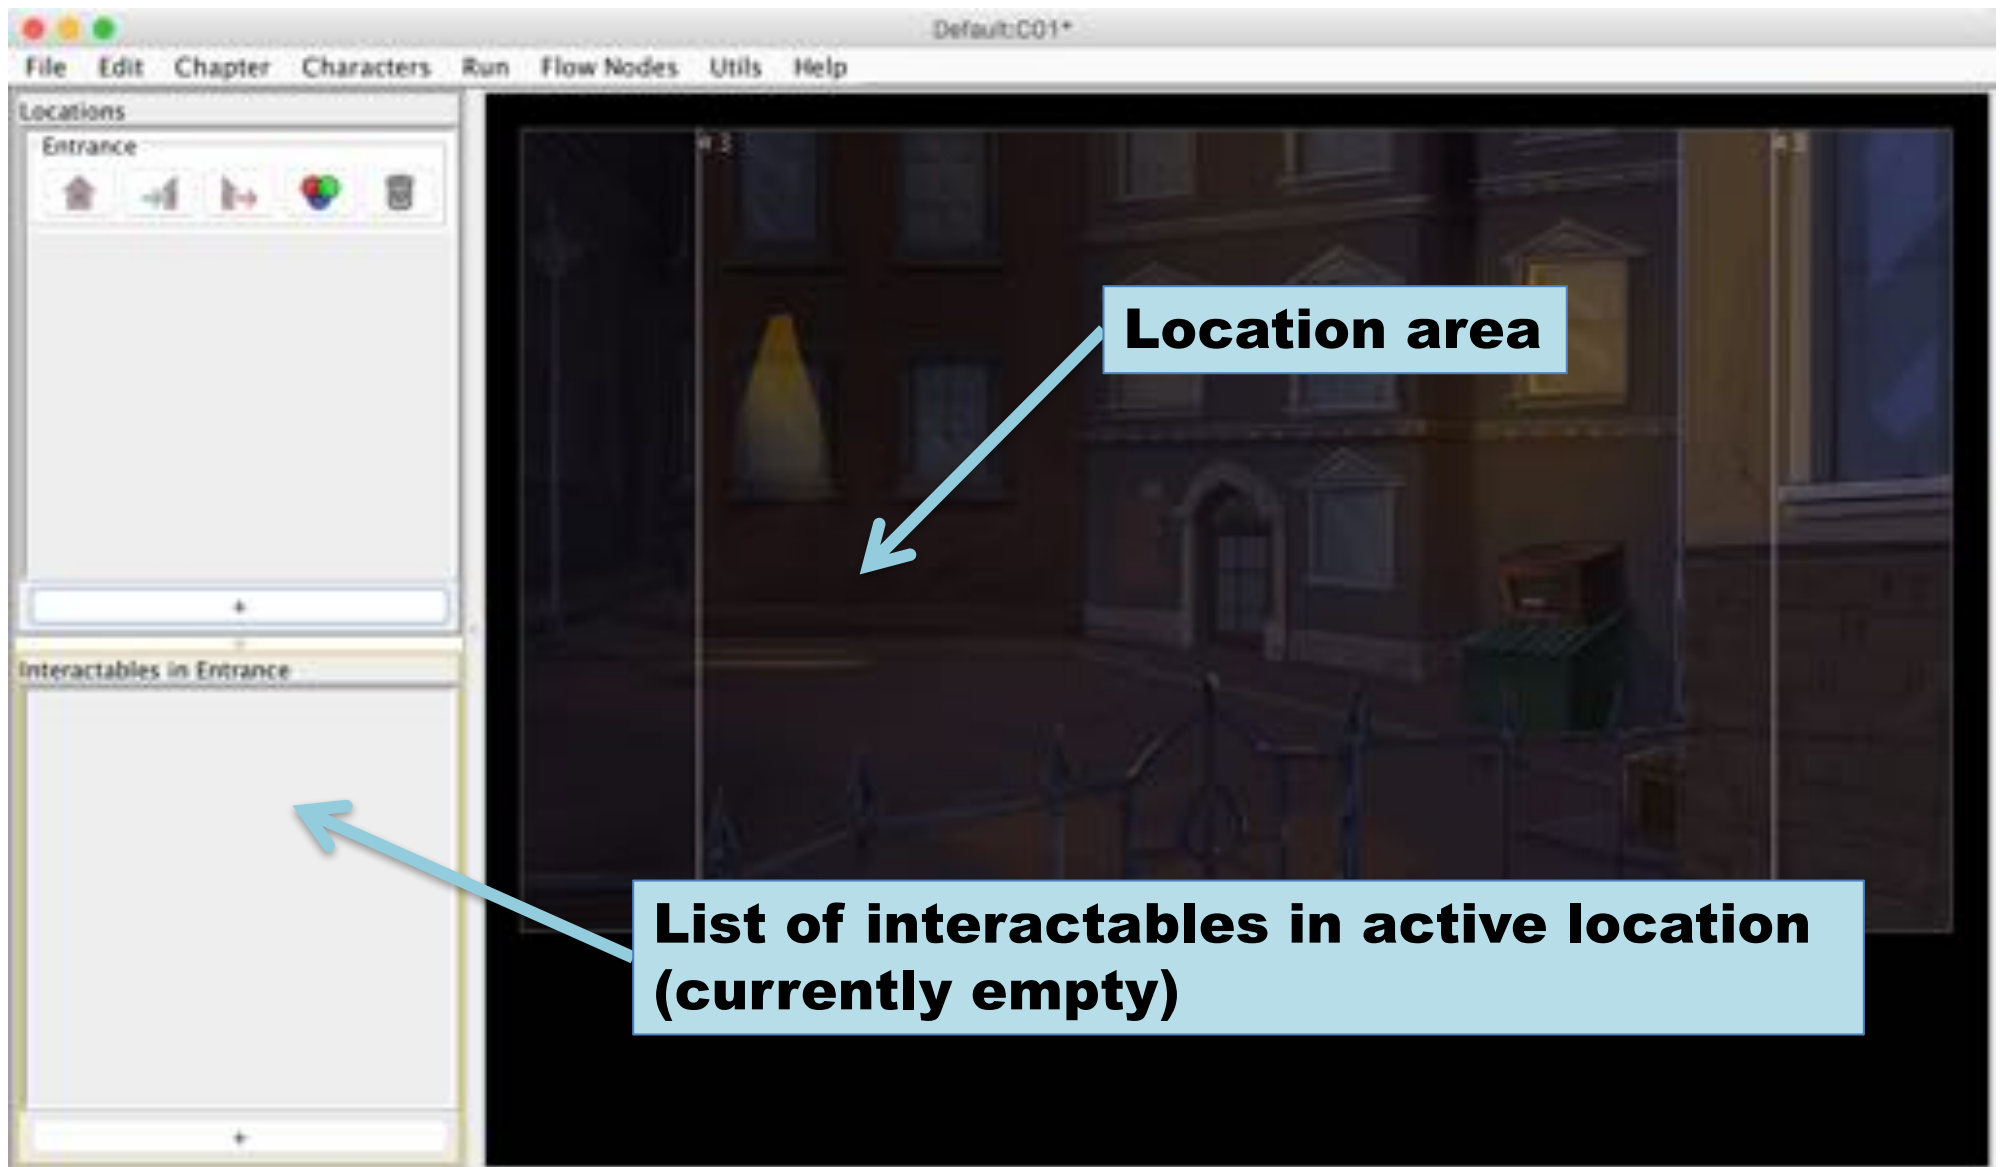 Default:C01*
File Edit Chapter Characters Run Flow Nodes Utils Help
Locations
Entrance
+
Interactables in Entrance
+
Location area
List of interactables in active location
(currently empty)